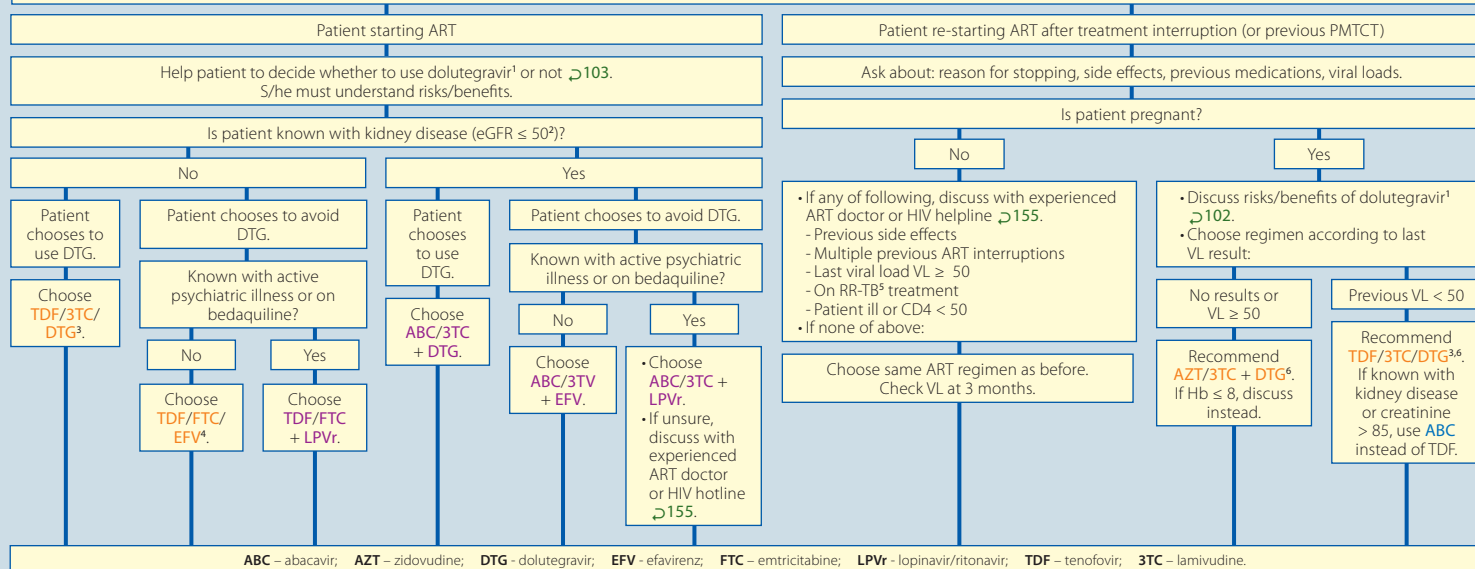 Patient starting ART
Help patient to decide whether to use dolutegravir¹ or not ⮌103.
S/he must understand risks/benefits.
Is patient known with kidney disease (eGFR ≤ 50²)?
No
Patient
chooses to
use DTG.
Choose
TDF/3TC/
DTG³.
Patient chooses to avoid
DTG.
Known with active
psychiatric illness or on
bedaquiline?
No
Choose
TDF/FTC/
EFV⁴.
Yes
Choose
TDF/FTC
+ LPVr.
Yes
Patient
chooses
to use
DTG.
Choose
ABC/3TC
+ DTG.
Patient chooses to avoid DTG.
Known with active psychiatric
illness or on bedaquiline?
No
Choose
ABC/3TV
+ EFV.
Yes
• Choose
ABC/3TC +
LPVr.
• If unsure,
discuss with
experienced
ART doctor
or HIV hotline
⮌155.
Patient re-starting ART after treatment interruption (or previous PMTCT)
Ask about: reason for stopping, side effects, previous medications, viral loads.
Is patient pregnant?
No
• If any of following, discuss with experienced
ART doctor or HIV helpline ⮌155.
- Previous side effects
- Multiple previous ART interruptions
- Last viral load VL ≥ 50
- On RR-TB⁵ treatment
- Patient ill or CD4 < 50
• If none of above:
Choose same ART regimen as before.
Check VL at 3 months.
Yes
• Discuss risks/benefits of dolutegravir¹
⮌102.
• Choose regimen according to last
VL result:
No results or
VL ≥ 50
Recommend
AZT/3TC + DTG⁶.
If Hb ≤ 8, discuss
instead.
Previous VL < 50
Recommend
TDF/3TC/DTG³,⁶.
If known with
kidney disease
or creatinine
> 85, use ABC
instead of TDF.
ABC – abacavir; AZT – zidovudine; DTG - dolutegravir; EFV - efavirenz; FTC – emtricitabine; LPVr - lopinavir/ritonavir; TDF – tenofovir; 3TC – lamivudine.